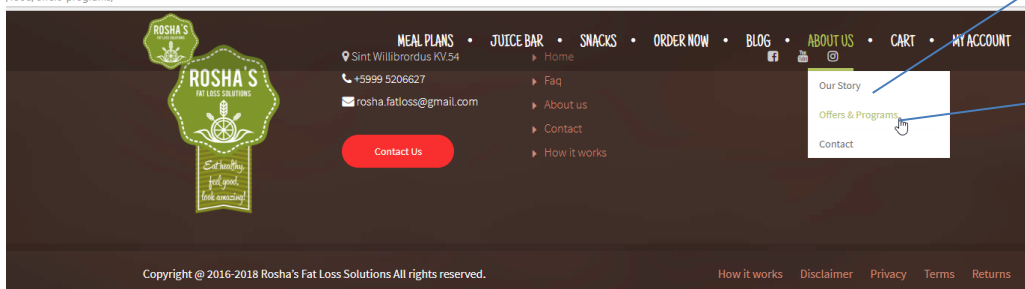 ROSHA'S
FAT LOSS SOLUTIONS
MEAL PLANS • JUICE BAR • SNACKS • ORDER NOW • BLOG • ABOUT US • CART • MY ACCOUNT
ROSHA'S
FAT LOSS SOLUTIONS
Eat healthy,
feel good,
look amazing!
Sint Willibrordus KV.54
+5999 5206627
rosha.fatloss@gmail.com
Contact Us
Home
Faq
About us
Contact
How it works
Our Story
Offers & Programs
Contact
Copyright @ 2016-2018 Rosha's Fat Loss Solutions All rights reserved.
How it works Disclaimer Privacy Terms Returns